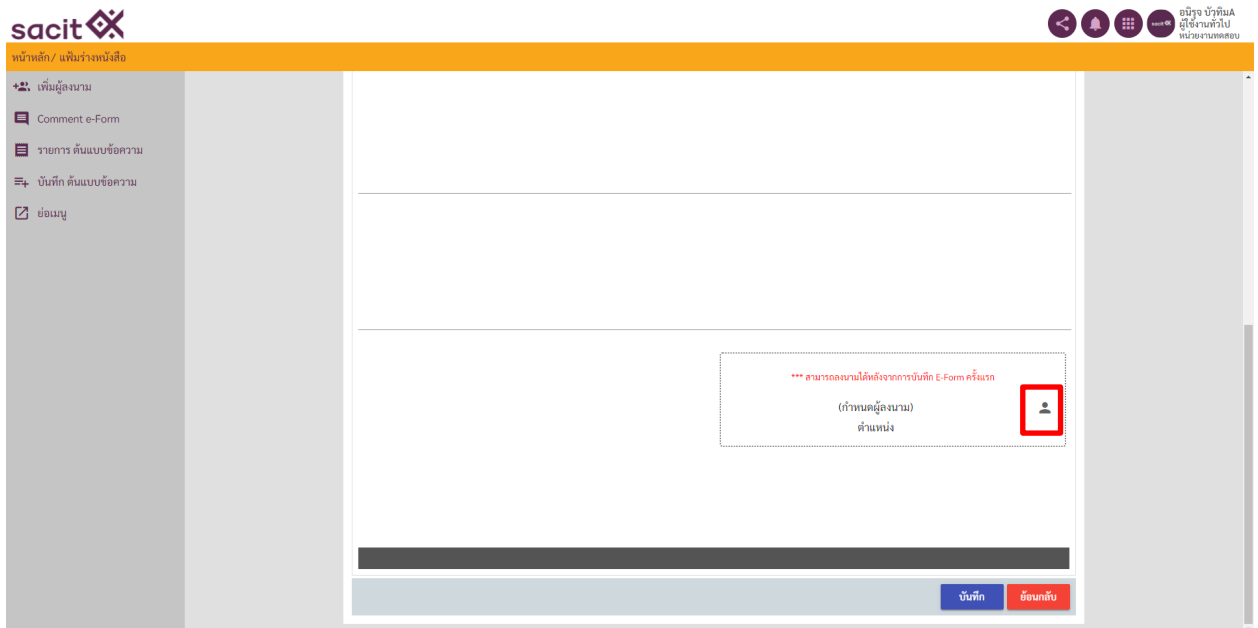 sacit
อนิรุจ บัวทิมA
ผู้ใช้งานทั่วไป
หน่วยงานทดสอบ
หน้าหลัก/ แฟ้มร่างหนังสือ
เพิ่มผู้ลงนาม
Comment e-Form
รายการ ต้นแบบข้อความ
บันทึก ต้นแบบข้อความ
ย่อเมนู
*** สามารถลงนามได้หลังจากการบันทึก E-Form ครั้งแรก
(กำหนดผู้ลงนาม)
ตำแหน่ง
บันทึก
ย้อนกลับ